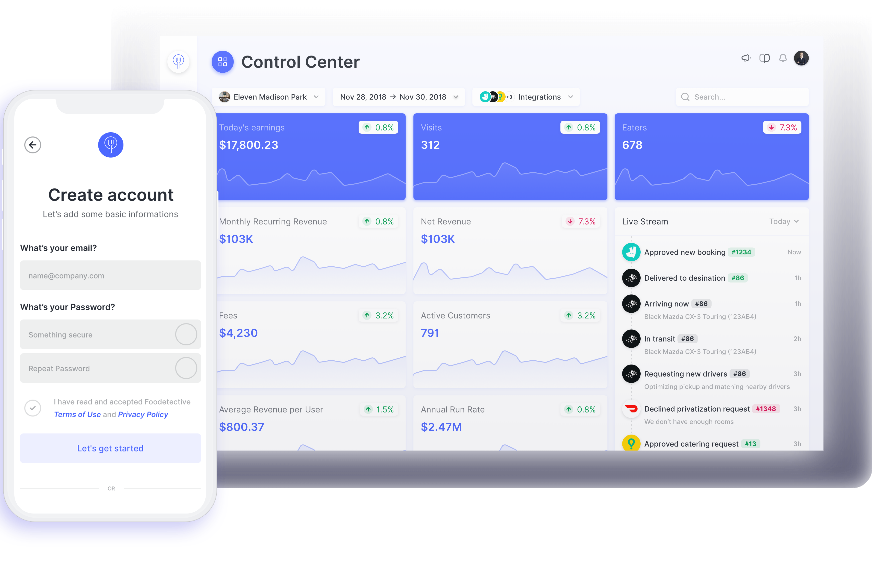 Create account
Let's add some basic informations
What's your email?
name@company.com
What's your Password?
Something secure
Repeat Password
I have read and accepted Foodetective
Terms of Use and Privacy Policy
Let's get started
OR
Control Center
Eleven Madison Park
Nov 28, 2018 → Nov 30, 2018
Integrations
Search...
Today's earnings 0.8%
$17,800.23
Visits 0.8%
312
Eaters 7.3%
678
Monthly Recurring Revenue 0.8%
$103K
Net Revenue 7.3%
$103K
Fees 3.2%
$4,230
Active Customers 3.2%
791
Average Revenue per User 1.5%
$800.37
Annual Run Rate 0.8%
$2.47M
Live Stream Today
Approved new booking #1234 Now
Delivered to desination #86 1h
Arriving now #86 1h
Black Mazda CX-3 Touring (123AB4)
In transit #86 2h
Black Mazda CX-3 Touring (123AB4)
Requesting new drivers #86 3h
Optimizing pickup and matching nearby drivers
Declined privatization request #1348 3h
We don't have enough rooms
Approved catering request #13 3h